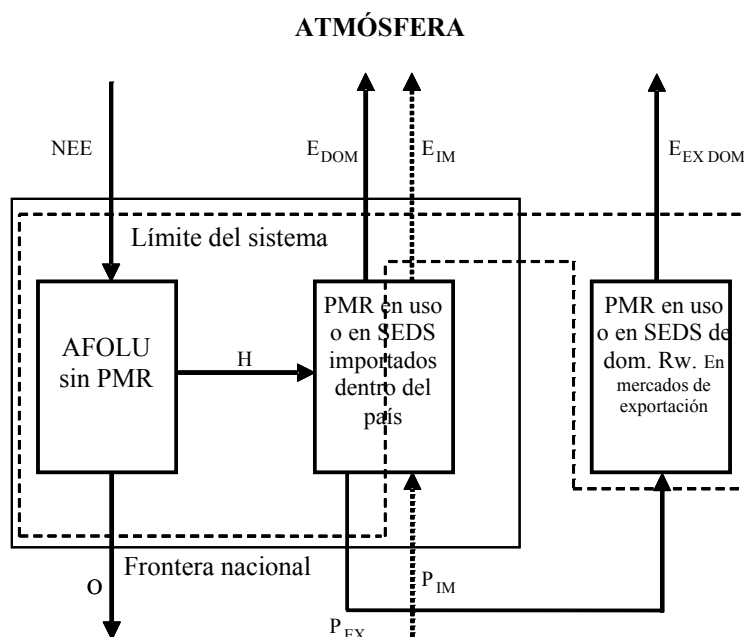 ATMÓSFERA
NEE
E DOM
E IM
E EX DOM
Límite del sistema
AFOLU
sin PMR
H
PMR en uso
o en SEDS
importados
dentro del
país
PMR en uso
o en SEDS de
dom. Rw. En
mercados de
exportación
Frontera nacional
O
P IM
P EX